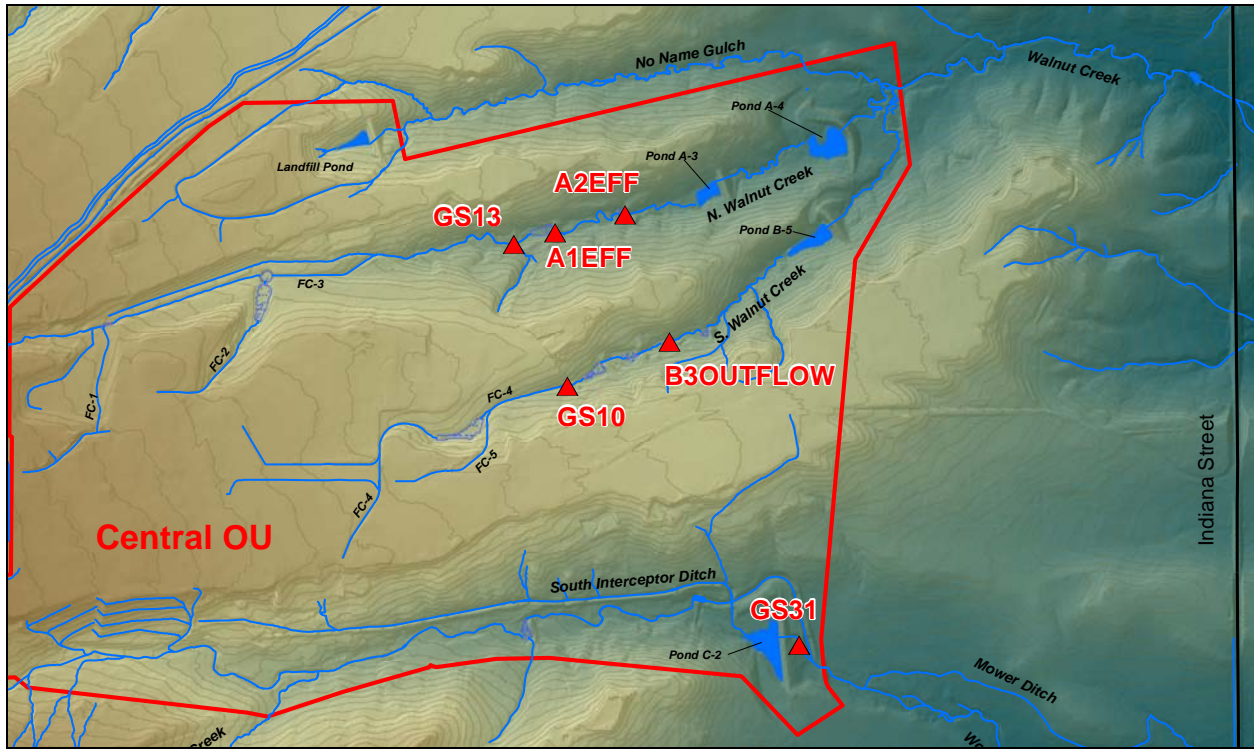 No Name Gulch
Walnut Creek
Pond A-4
Landfill Pond
Pond A-3
A2EFF
N. Walnut Creek
GS13
A1EFF
Pond B-5
FC-3
S. Walnut Creek
FC-2
B3OUTFLOW
FC-1
FC-4
GS10
FC-5
Indiana Street
FC-4
Central OU
South Interceptor Ditch
GS31
Pond C-2
Mower Ditch
Creek